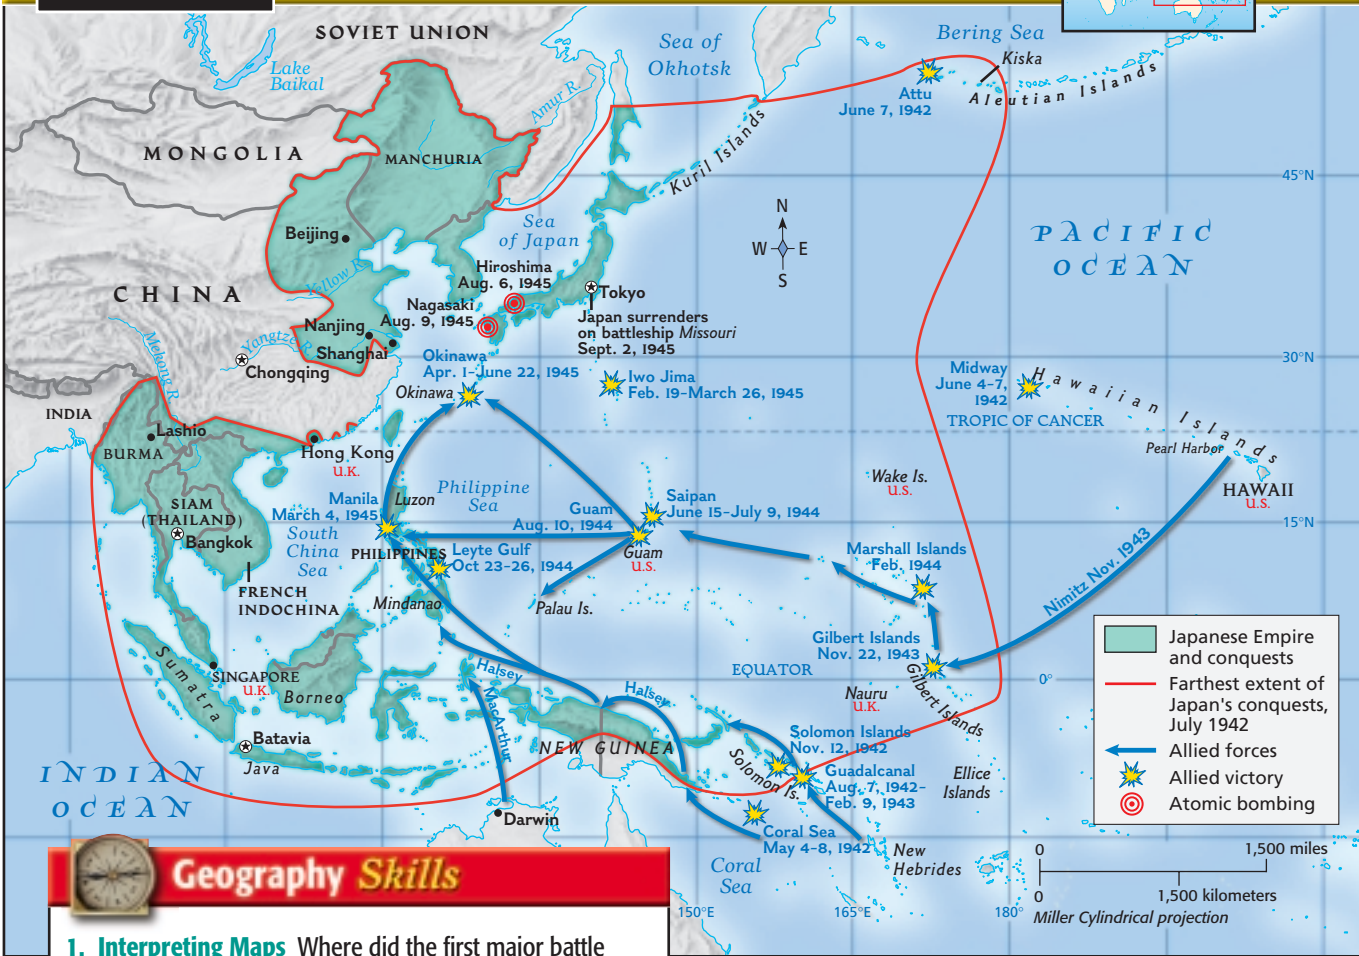 SOVIET UNION
Lake
Baikal
Sea of
Okhotsk
Bering Sea
Kiska
Attu
June 7, 1942
Aleutian Islands
Amur R.
MONGOLIA
MANCHURIA
Kuril Islands
45°N
N
W E
S
PACIFIC
OCEAN
Beijing
Sea
of Japan
Yellow R.
Hiroshima
Aug. 6, 1945
Tokyo
CHINA
Nagasaki
Aug. 9, 1945
Japan surrenders
on battleship Missouri
Sept. 2, 1945
Nanjing
Shanghai
Yangtze R.
Chongqing
Mekong R.
30°N
Okinawa
Apr. 1–June 22, 1945
Okinawa
Iwo Jima
Feb. 19–March 26, 1945
Midway
June 4–7,
1942
Hawaiian Islands
TROPIC OF CANCER
INDIA
Lashio
BURMA
Hong Kong
U.K.
Pearl Harbor
HAWAII
U.S.
Wake Is.
U.S.
Manila
March 4, 1945
Luzon
Philippine
Sea
Guam
Aug. 10, 1944
Saipan
June 15–July 9, 1944
15°N
SIAM
(THAILAND)
Bangkok
South
China
Sea
PHILIPPINES
Leyte Gulf
Oct 23–26, 1944
Guam
U.S.
Marshall Islands
Feb. 1944
Nimitz Nov. 1943
FRENCH
INDOCHINA
Mindanao
Palau Is.
Gilbert Islands
Nov. 22, 1943
Gilbert Islands
EQUATOR
0°
Sumatra
SINGAPORE
U.K.
Borneo
Halsey
Halsey
MacArthur
Nauru
U.K.
NEW GUINEA
Solomon Islands
Nov. 12, 1942
Solomon Is.
Guadalcanal
Aug. 7, 1942–
Feb. 9, 1943
Ellice
Islands
Batavia
Java
INDIAN
OCEAN
Darwin
Coral Sea
May 4–8, 1942
Coral
Sea
New
Hebrides
Japanese Empire
and conquests
Farthest extent of
Japan's conquests,
July 1942
Allied forces
Allied victory
Atomic bombing
0 1,500 miles
0 1,500 kilometers
Miller Cylindrical projection
150°E 165°E 180°
Geography Skills
1. Interpreting Maps Where did the first major battle